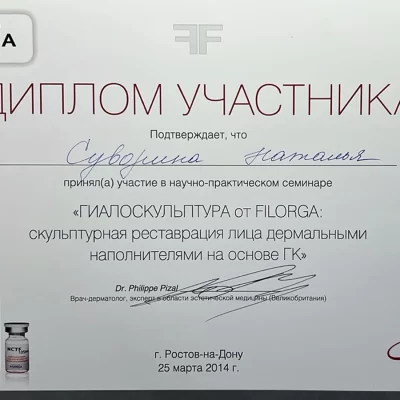 А
FF
ДИПЛОМ УЧАСТНИКА
Подтверждает, что
Суворина Наталья
принял(а) участие в научно-практическом семинаре
«ГИАЛОСКУЛЬПТУРА от FILORGA:
скульптурная реставрация лица дермальными
наполнителями на основе ГК»
Dr. Philippe Pizal
Врач-дерматолог, эксперт в области эстетической медицины (Великобритания)
г. Ростов-на-Дону
25 марта 2014 г.